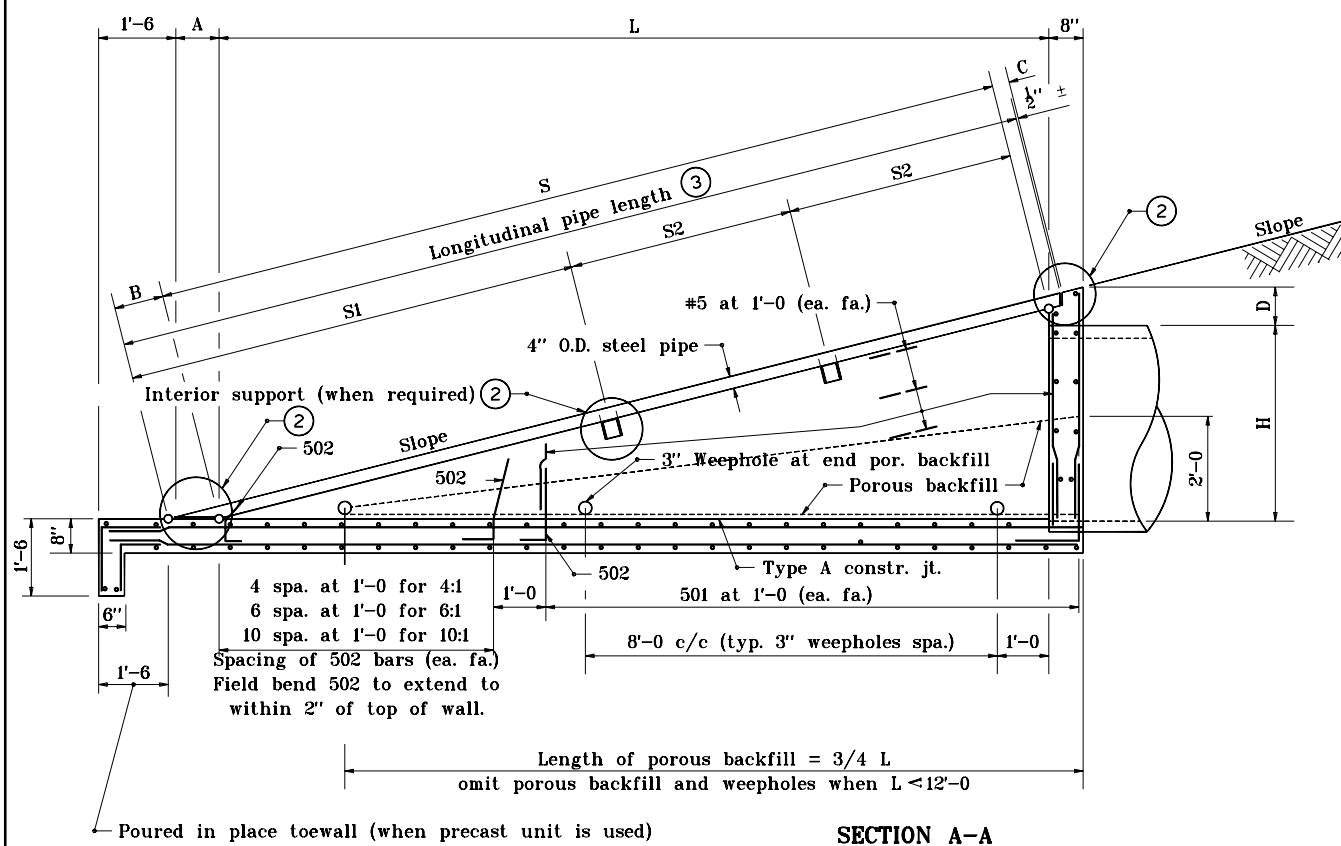 1'-6
A
L
8"
C
1/2" ±
S
S2
Longitudinal pipe length 3
S2
2
Slope
B
S1
#5 at 1'-0 (ea. fa.)
D
4" O.D. steel pipe
Interior support (when required) 2
2
502
Slope
H
3" Weephole at end por. backfill
502
Porous backfill
2'-0
8"
1'-6
Type A constr. jt.
502
4 spa. at 1'-0 for 4:1
1'-0
501 at 1'-0 (ea. fa.)
6"
6 spa. at 1'-0 for 6:1
10 spa. at 1'-0 for 10:1
8'-0 c/c (typ. 3" weepholes spa.)
1'-0
Spacing of 502 bars (ea. fa.)
1'-6
Field bend 502 to extend to
within 2" of top of wall.
Length of porous backfill = 3/4 L
omit porous backfill and weepholes when L <12'-0
Poured in place toewall (when precast unit is used)
SECTION A-A